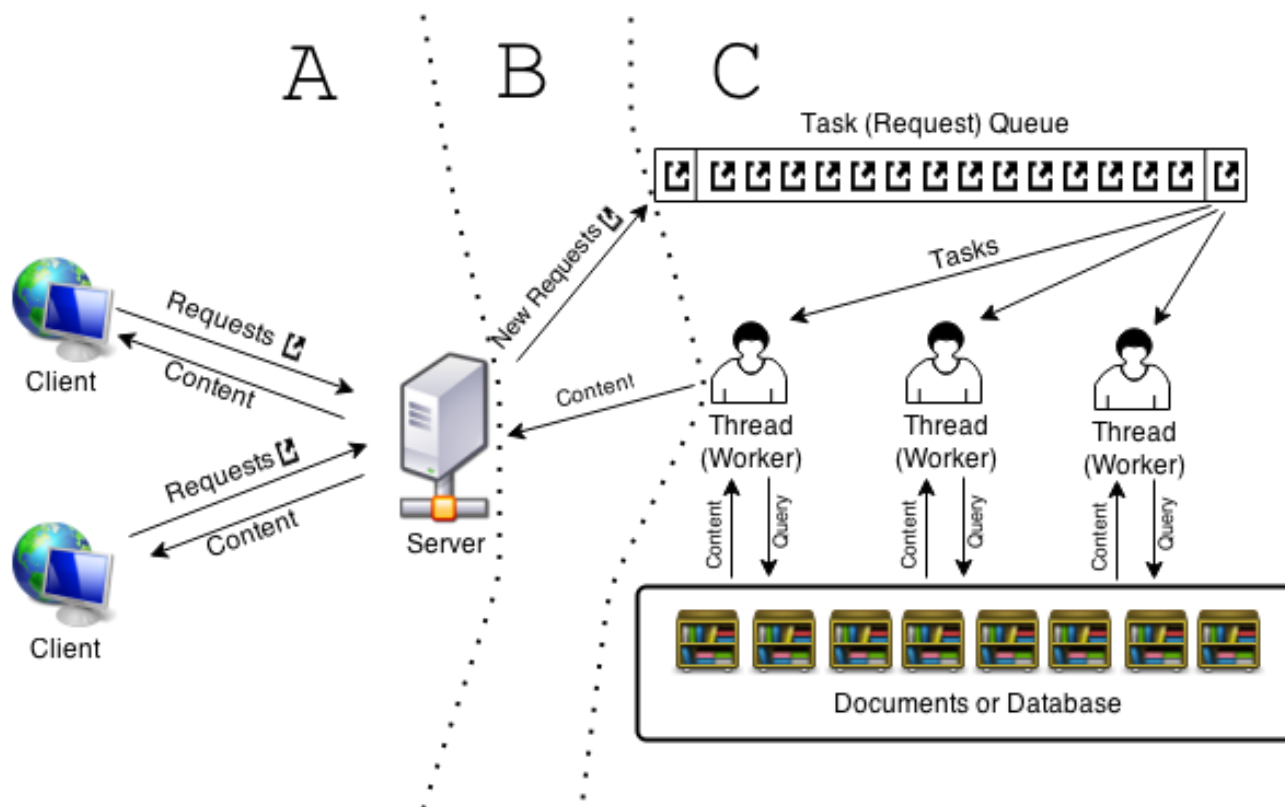 A
B
C
Task (Request) Queue
New Requests
Tasks
Requests
Content
Client
Content
Requests
Content
Client
Server
Thread
(Worker)
Thread
(Worker)
Thread
(Worker)
Content
Query
Content
Query
Content
Query
Documents or Database